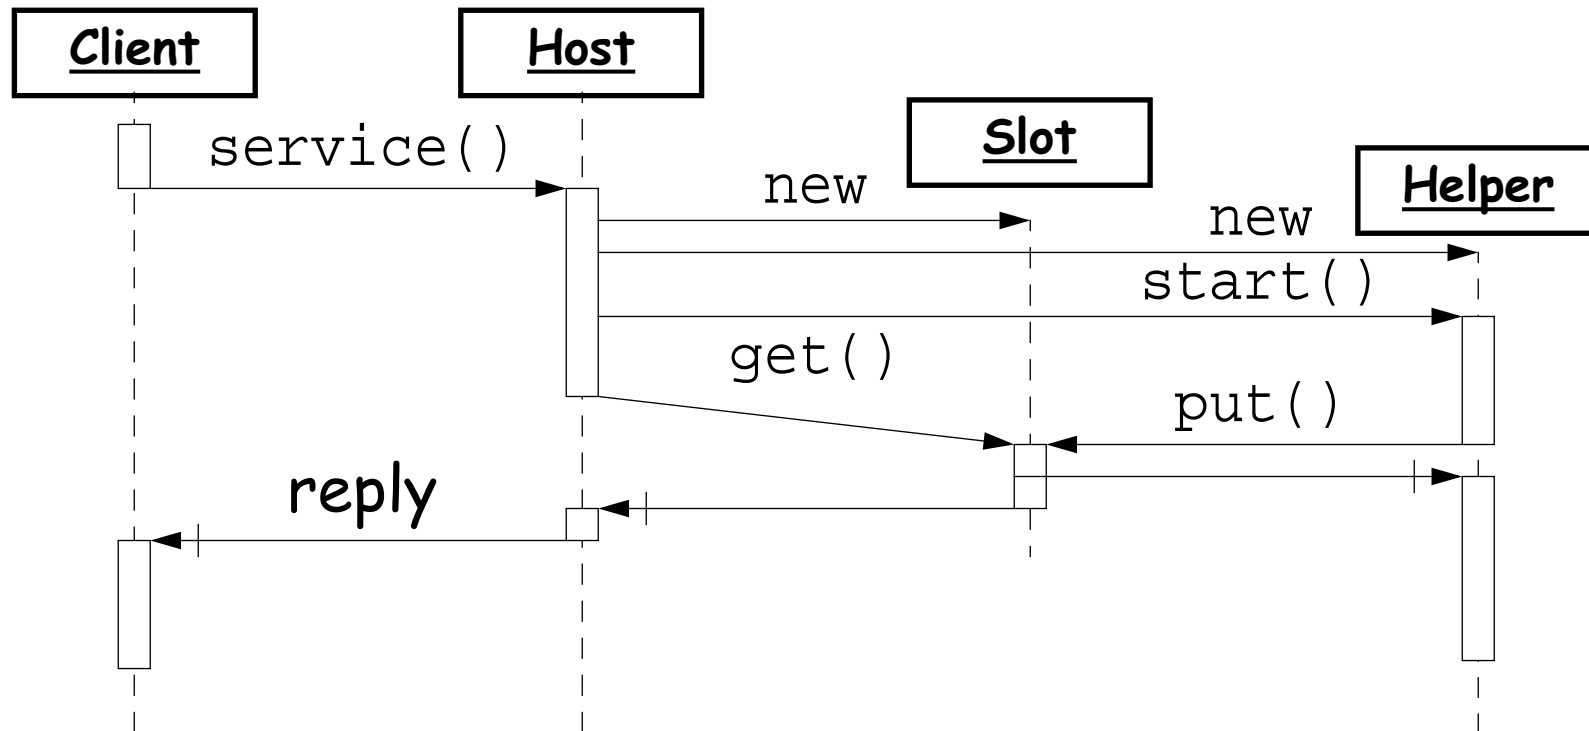 Client
Host
Slot
Helper
service()
new
new
start()
get()
put()
reply